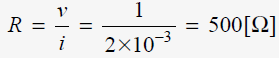 R = v/i = 1/(2×10⁻³) = 500[Ω]